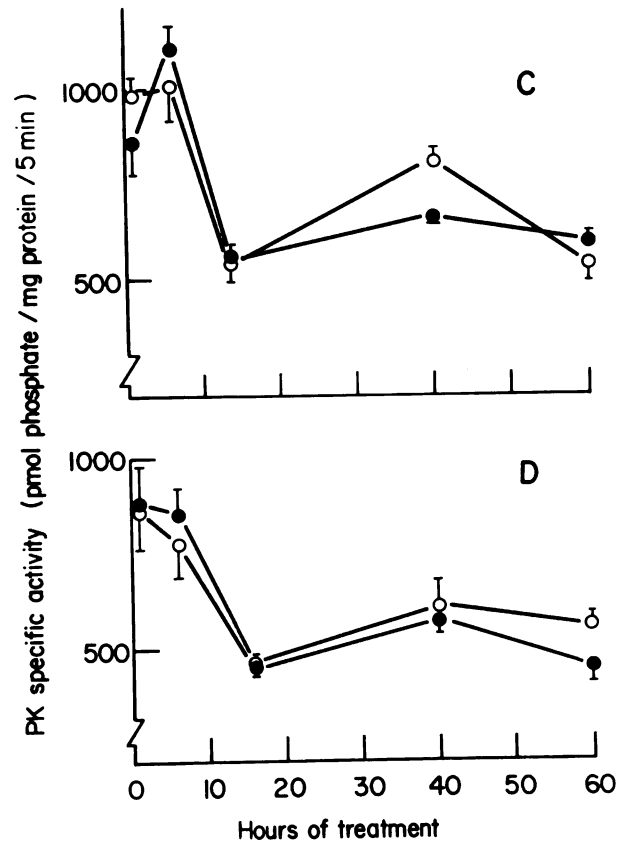 PK specific activity (pmol phosphate / mg protein / 5 min )
C
1000
500
D
1000
500
0 10 20 30 40 50 60
Hours of treatment